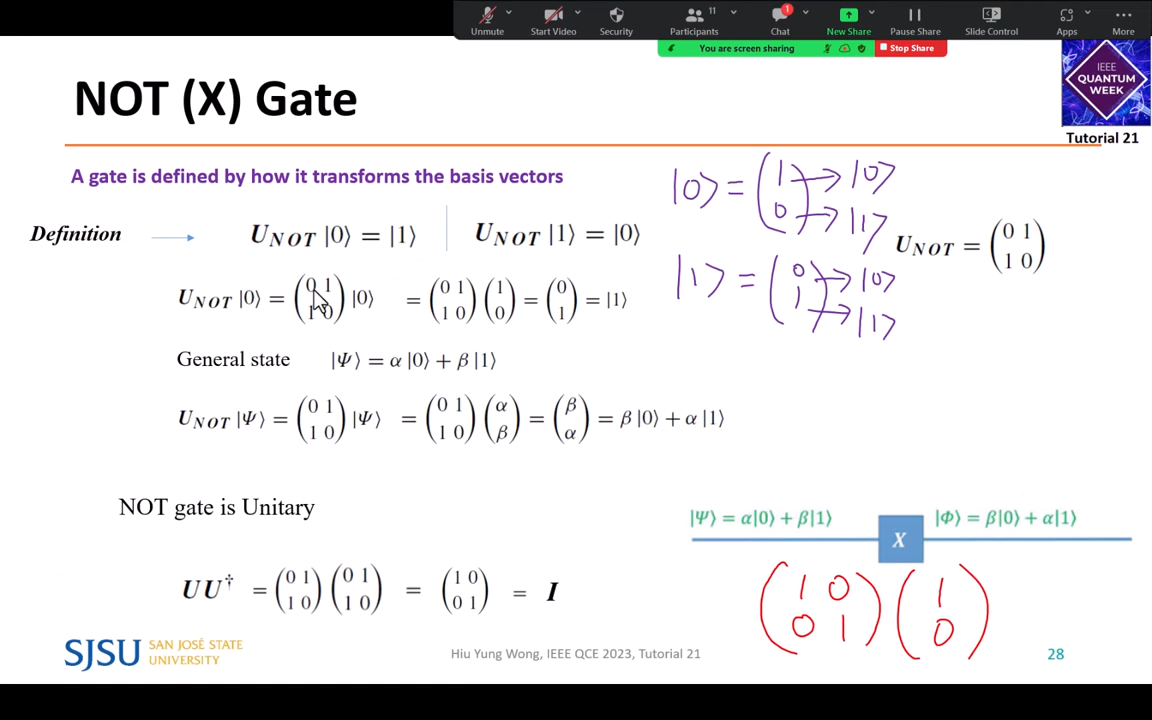 Unmute Start Video Security Participants 11 Chat 1 New Share Pause Share Slide Control Apps More
You are screen sharing Stop Share
NOT (X) Gate
IEEE
QUANTUM
WEEK
Tutorial 21
A gate is defined by how it transforms the basis vectors
|0⟩ = (1 0) → |0⟩ → |1⟩
Definition U_NOT |0⟩ = |1⟩ U_NOT |1⟩ = |0⟩
U_NOT = (0 1 1 0)
|1⟩ = (0 1) → |0⟩ → |1⟩
U_NOT |0⟩ = (0 1 1 0) |0⟩ = (0 1 1 0) (1 0) = (0 1) = |1⟩
General state |Ψ⟩ = α |0⟩ + β |1⟩
U_NOT |Ψ⟩ = (0 1 1 0) |Ψ⟩ = (0 1 1 0) (α β) = (β α) = β |0⟩ + α |1⟩
NOT gate is Unitary
|Ψ⟩ = α|0⟩ + β|1⟩ X |Φ⟩ = β|0⟩ + α|1⟩
UU† = (0 1 1 0) (0 1 1 0) = (1 0 0 1) = I
(1 0 0 1) (1 0)
SJSU SAN JOSÉ STATE
UNIVERSITY
Hiu Yung Wong, IEEE QCE 2023, Tutorial 21
28